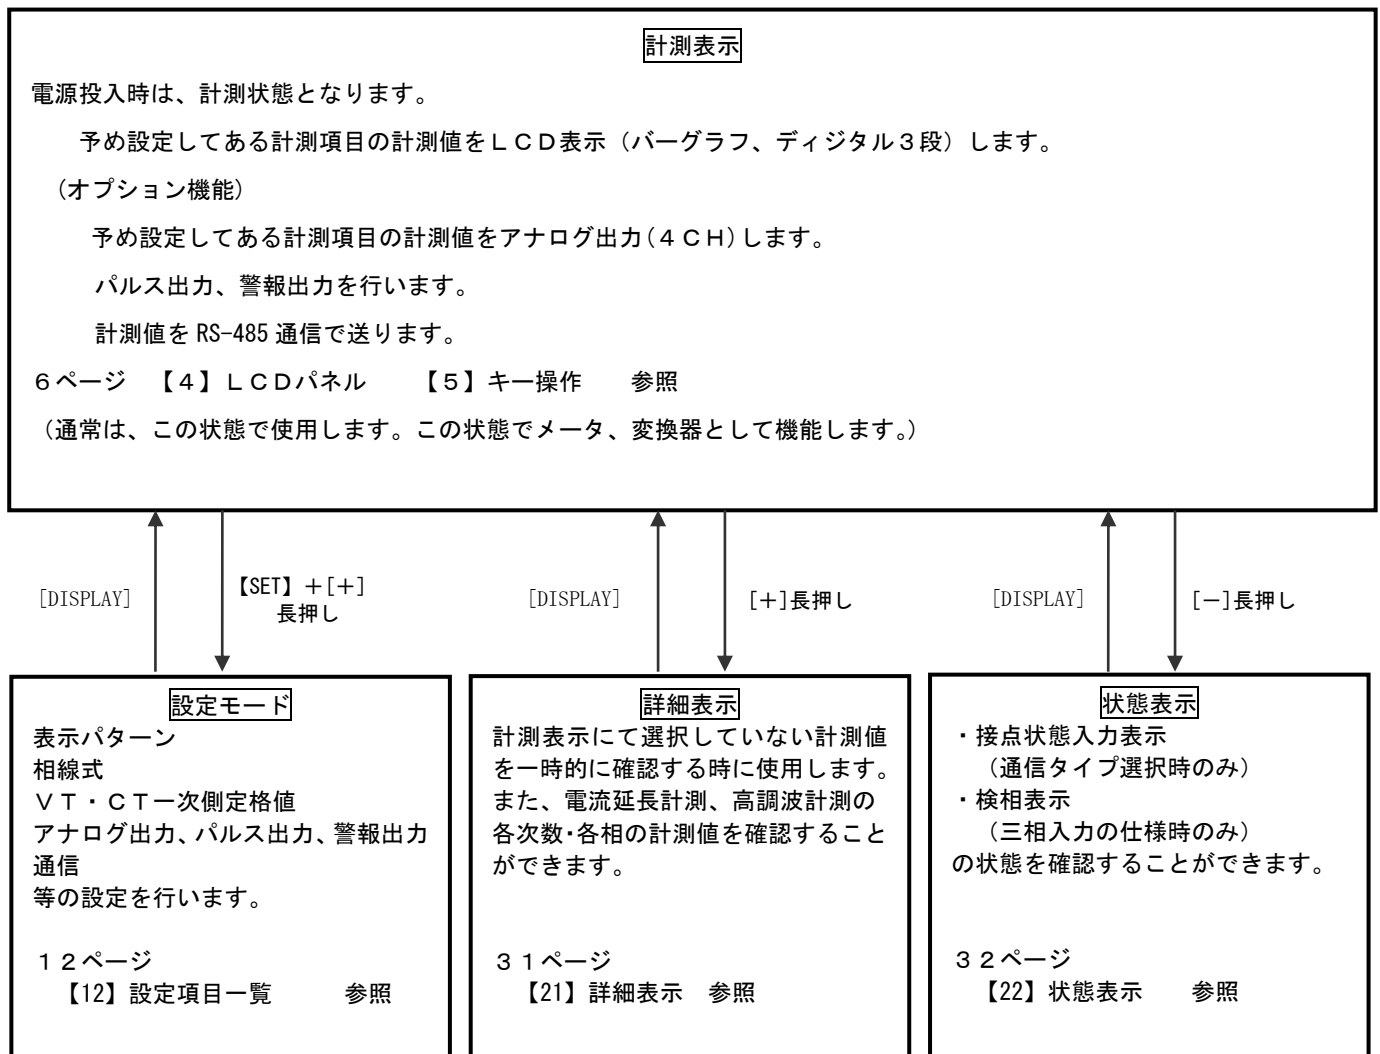 計測表示
電源投入時は、計測状態となります。
予め設定してある計測項目の計測値をＬＣＤ表示（バーグラフ、ディジタル３段）します。
(オプション機能)
予め設定してある計測項目の計測値をアナログ出力(４ＣＨ)します。
パルス出力、警報出力を行います。
計測値を RS-485 通信で送ります。
６ページ　【４】ＬＣＤパネル　　【５】キー操作　　参照
（通常は、この状態で使用します。この状態でメータ、変換器として機能します。）
[DISPLAY]
【SET】＋[＋]
長押し
[DISPLAY]
[＋]長押し
[DISPLAY]
[－]長押し
設定モード
表示パターン
相線式
ＶＴ・ＣＴ一次側定格値
アナログ出力、パルス出力、警報出力
通信
等の設定を行います。
１２ページ
【12】設定項目一覧　　　参照
詳細表示
計測表示にて選択していない計測値
を一時的に確認する時に使用します。
また、電流延長計測、高調波計測の
各次数・各相の計測値を確認すること
ができます。
３１ページ
【21】詳細表示　参照
状態表示
・接点状態入力表示
（通信タイプ選択時のみ）
・検相表示
（三相入力の仕様時のみ）
の状態を確認することができます。
３２ページ
【22】状態表示　　参照